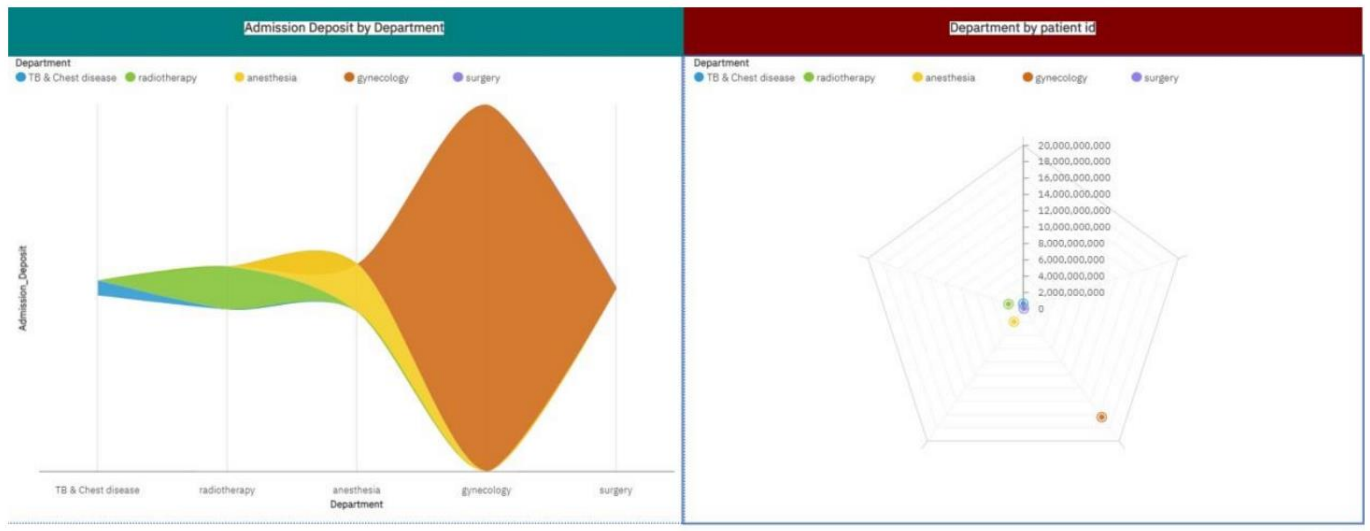 Admission Deposit by Department
Department
TB & Chest disease radiotherapy anesthesia gynecology surgery
Admission_Deposit
TB & Chest disease radiotherapy anesthesia gynecology surgery
Department
Department by patient id
Department
TB & Chest disease radiotherapy anesthesia gynecology surgery
20,000,000,000
18,000,000,000
16,000,000,000
14,000,000,000
12,000,000,000
10,000,000,000
8,000,000,000
6,000,000,000
4,000,000,000
2,000,000,000
0